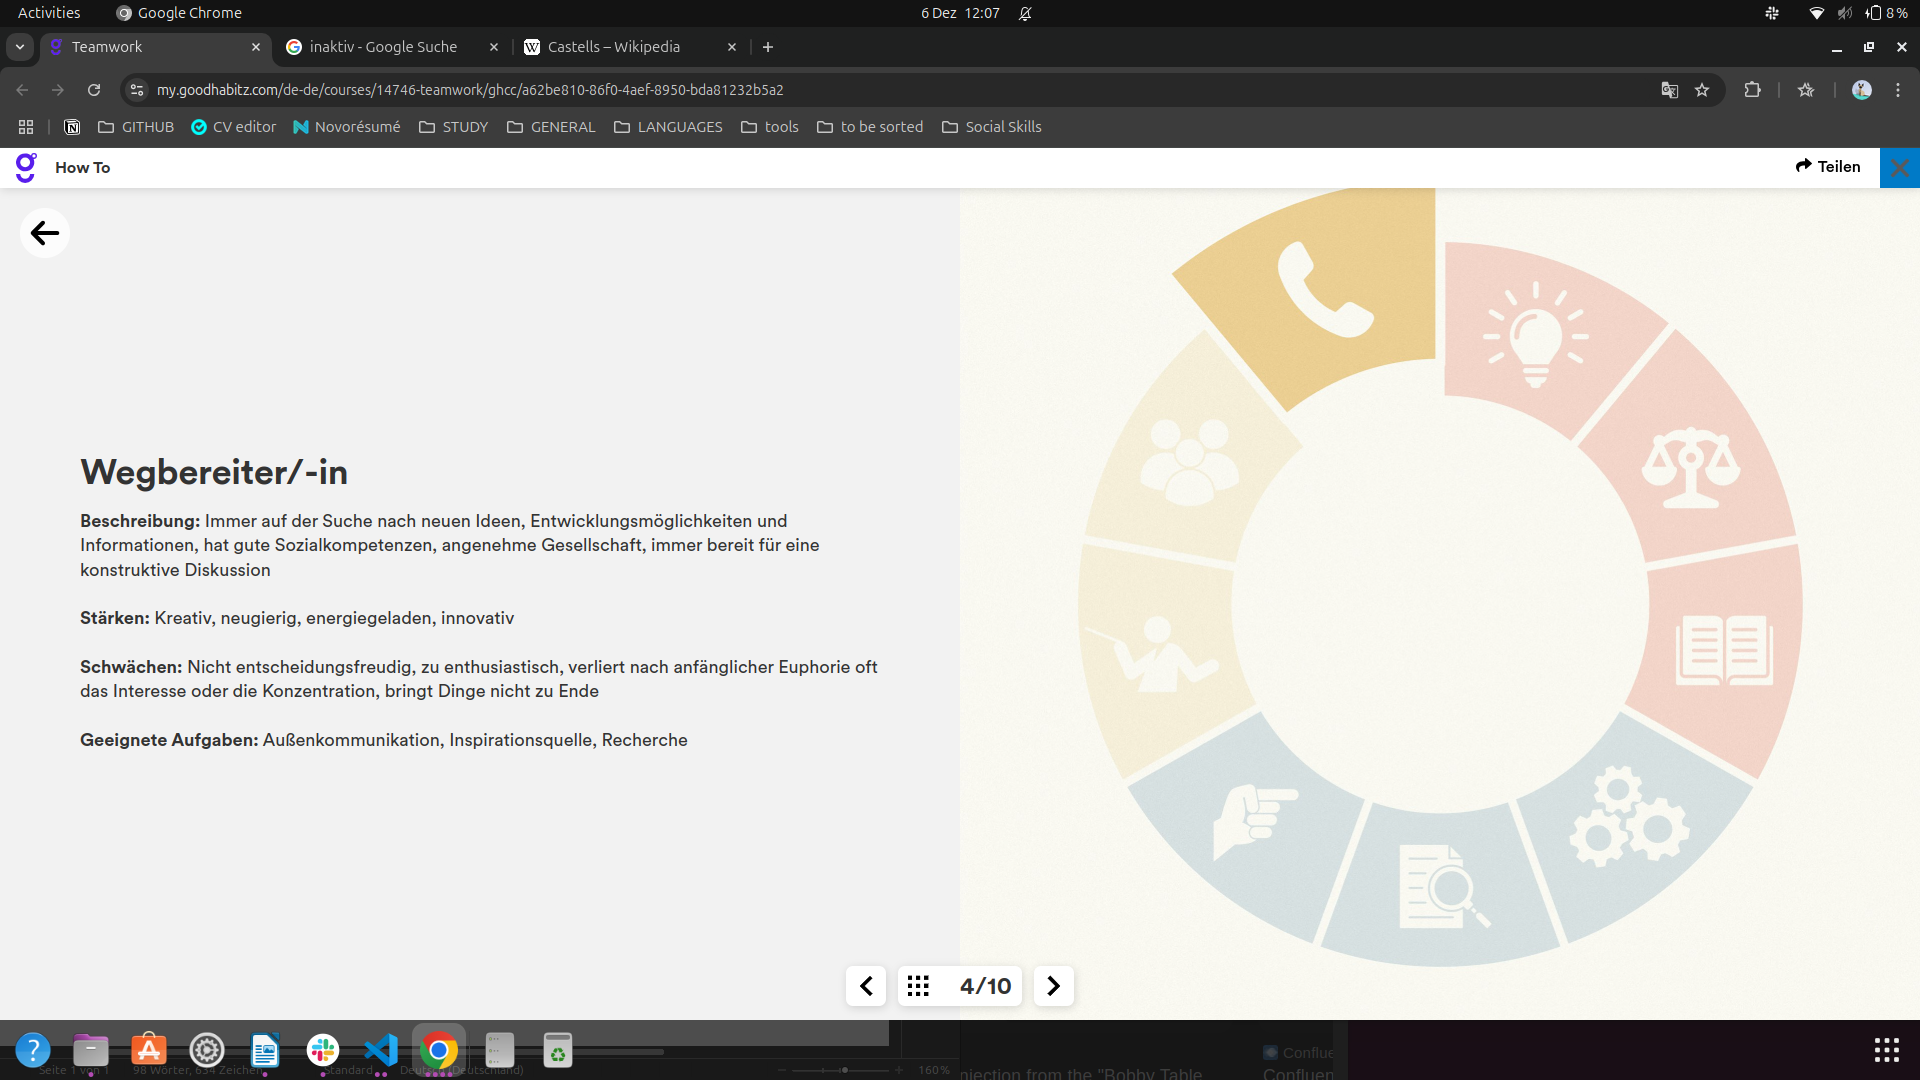 Activities
Google Chrome
6 Dez 12:07
8 %
Teamwork
inaktiv - Google Suche
Castells – Wikipedia
my.goodhabitz.com/de-de/courses/14746-teamwork/ghcc/a62be810-86f0-4aef-8950-bda81232b5a2
GITHUB
CV editor
Novorésumé
STUDY
GENERAL
LANGUAGES
tools
to be sorted
Social Skills
How To
Teilen
Wegbereiter/-in
Beschreibung: Immer auf der Suche nach neuen Ideen, Entwicklungsmöglichkeiten und
Informationen, hat gute Sozialkompetenzen, angenehme Gesellschaft, immer bereit für eine
konstruktive Diskussion
Stärken: Kreativ, neugierig, energiegeladen, innovativ
Schwächen: Nicht entscheidungsfreudig, zu enthusiastisch, verliert nach anfänglicher Euphorie oft
das Interesse oder die Konzentration, bringt Dinge nicht zu Ende
Geeignete Aufgaben: Außenkommunikation, Inspirationsquelle, Recherche
4/10
Seite 1 von 1
98 Wörter, 634 Zeichen
Standard
Deutsch (Deutschland)
160 %
Conflue
njection from the "Bobby Table
Confluen